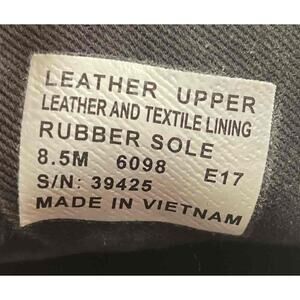 LEATHER UPPER
LEATHER AND TEXTILE LINING
RUBBER SOLE
8.5M 6098 E17
S/N: 39425
MADE IN VIETNAM